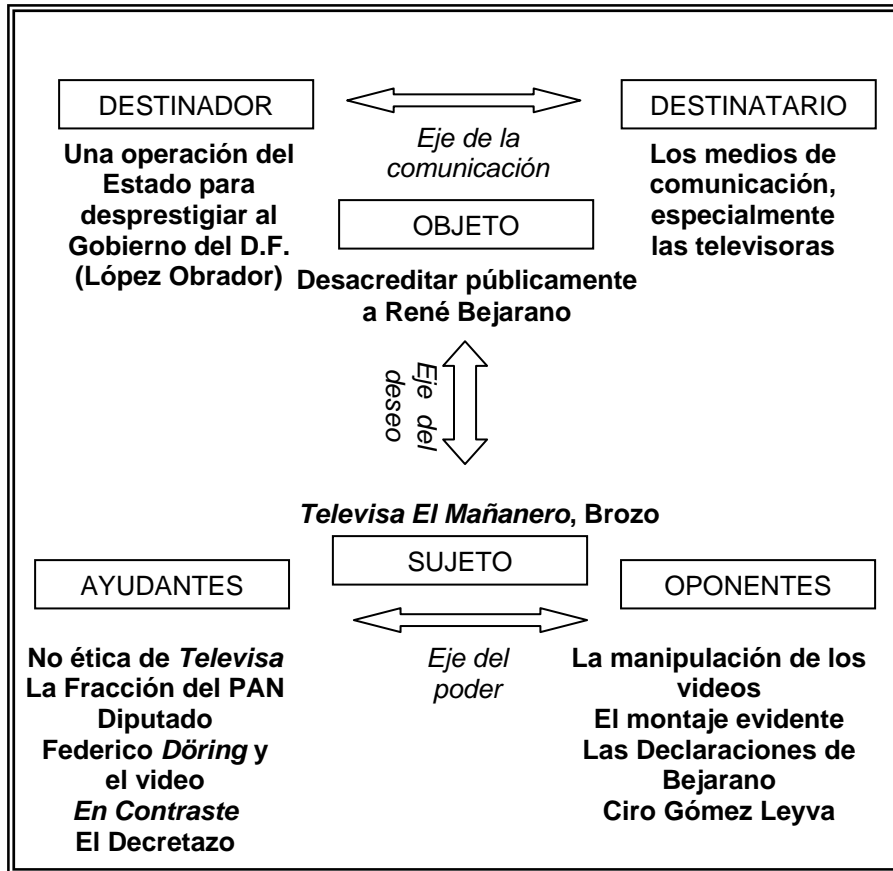 DESTINADOR
Una operación del
Estado para
desprestigiar al
Gobierno del D.F.
(López Obrador)
Eje de la
comunicación
DESTINATARIO
Los medios de
comunicación,
especialmente
las televisoras
OBJETO
Desacreditar públicamente
a René Bejarano
Eje del
deseo
Televisa El Mañanero, Brozo
SUJETO
AYUDANTES
No ética de Televisa
La Fracción del PAN
Diputado
Federico Döring y
el video
En Contraste
El Decretazo
Eje del
poder
OPONENTES
La manipulación de los
videos
El montaje evidente
Las Declaraciones de
Bejarano
Ciro Gómez Leyva